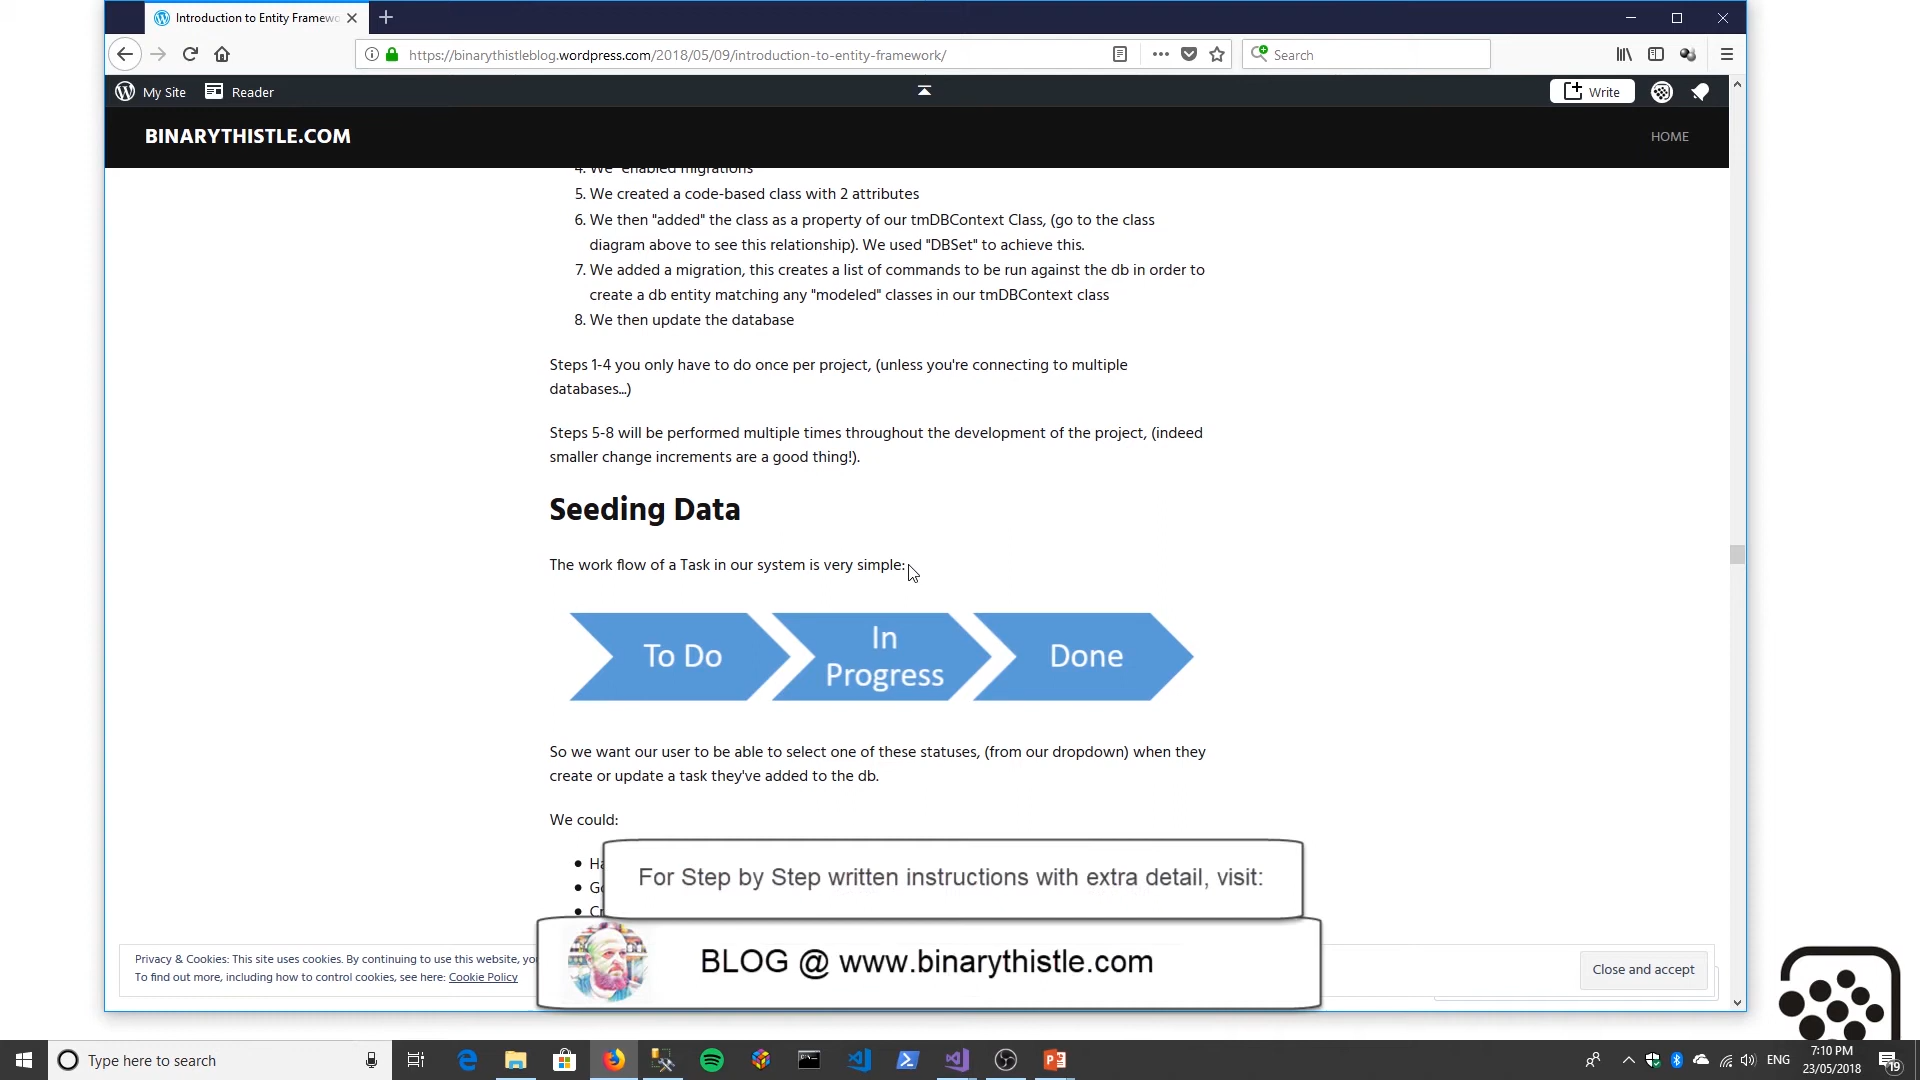 Introduction to Entity Framewo
https://binarythistleblog.wordpress.com/2018/05/09/introduction-to-entity-framework/
Search
My Site
Reader
Write
BINARYTHISTLE.COM
HOME
4. We "enabled migrations"
5. We created a code-based class with 2 attributes
6. We then "added" the class as a property of our tmDBContext Class, (go to the class
diagram above to see this relationship). We used "DBSet" to achieve this.
7. We added a migration, this creates a list of commands to be run against the db in order to
create a db entity matching any "modeled" classes in our tmDBContext class
8. We then update the database
Steps 1-4 you only have to do once per project, (unless you're connecting to multiple
databases...)
Steps 5-8 will be performed multiple times throughout the development of the project, (indeed
smaller change increments are a good thing!).
Seeding Data
The work flow of a Task in our system is very simple:
To Do
In
Progress
Done
So we want our user to be able to select one of these statuses, (from our dropdown) when they
create or update a task they've added to the db.
We could:
For Step by Step written instructions with extra detail, visit:
BLOG @ www.binarythistle.com
Privacy & Cookies: This site uses cookies. By continuing to use this website,
To find out more, including how to control cookies, see here: Cookie Policy
Close and accept
Type here to search
ENG
7:10 PM
23/05/2018
19